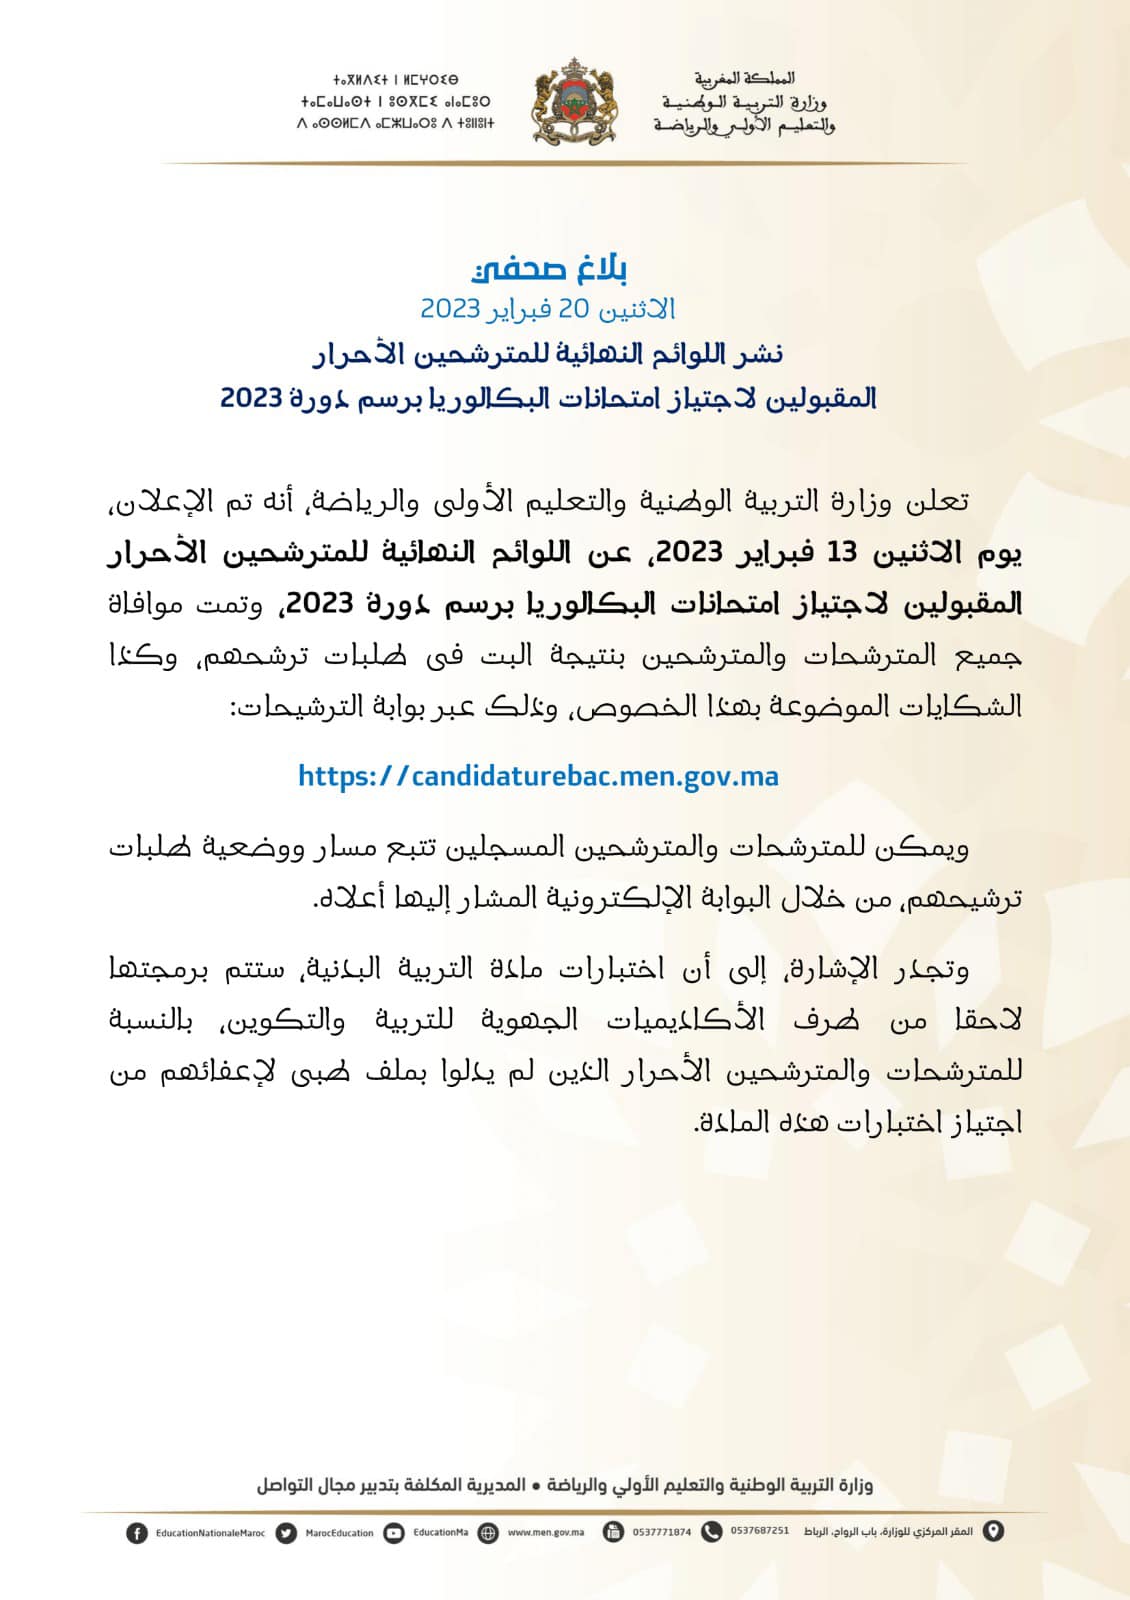 ⵜⴰⴳⵍⴷⵉⵜ ⵏ ⵍⵎⵖⵔⵉⴱ
ⵜⴰⵎⴰⵡⴰⵙⵜ ⵏ ⵓⵙⴳⵎⵉ ⴰⵏⴰⵎⵓⵔ
ⴷ ⴰⵙⵙⵍⵎⴷ ⴰⵎⵣⵡⴰⵔⵓ ⴷ ⵜⵓⵏⵏⵓⵏⵜ
المملكة المغربية
وزارة التربية الوطنية
والتعليم الأولي والرياضة
بلاغ صحفي
الاثنين 20 فبراير 2023
نشر اللوائح النهائية للمترشحين الأحرار
المقبولين لاجتياز امتحانات البكالوريا برسم دورة 2023
تعلن وزارة التربية الوطنية والتعليم الأولى والرياضة، أنه تم الإعلان،
يوم الاثنين 13 فبراير 2023، عن اللوائح النهائية للمترشحين الأحرار
المقبولين لاجتياز امتحانات البكالوريا برسم دورة 2023، وتمت موافاة
جميع المترشحات والمترشحين بنتيجة البت فى طلبات ترشحهم، وكذا
الشكايات الموضوعة بهذا الخصوص، وذلك عبر بوابة الترشيحات:
https://candidaturebac.men.gov.ma
ويمكن للمترشحات والمترشحين المسجلين تتبع مسار ووضعية طلبات
ترشيحهم، من خلال البوابة الإلكترونية المشار إليها أعلاه.
وتجدر الإشارة، إلى أن اختبارات مادة التربية البدنية، ستتم برمجتها
لاحقا من طرف الأكاديميات الجهوية للتربية والتكوين، بالنسبة
للمترشحات والمترشحين الأحرار الذين لم يدلوا بملف طبى لإعفائهم من
اجتياز اختبارات هذه المادة.
وزارة التربية الوطنية والتعليم الأولي والرياضة • المديرية المكلفة بتدبير مجال التواصل
المقر المركزي للوزارة، باب الرواح، الرباط 0537687251 0537771874 www.men.gov.ma EducationMa MarocEducation EducationNationaleMaroc